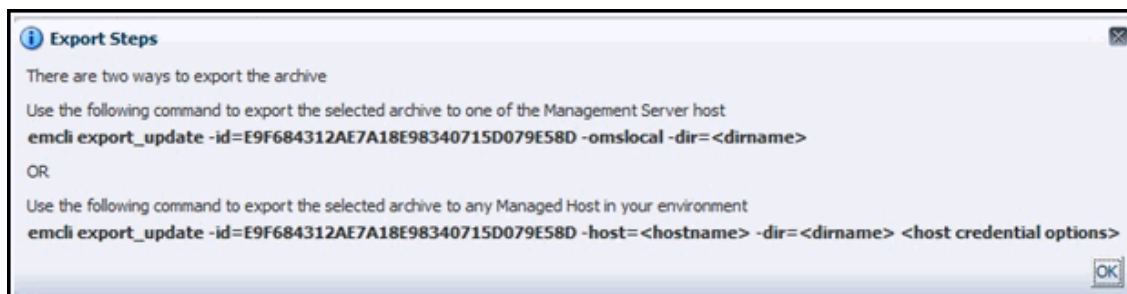 Export Steps
There are two ways to export the archive
Use the following command to export the selected archive to one of the Management Server host
emcli export_update -id=E9F684312AE7A18E98340715D079E58D -omslocal -dir=<dirname>
OR
Use the following command to export the selected archive to any Managed Host in your environment
emcli export_update -id=E9F684312AE7A18E98340715D079E58D -host=<hostname> -dir=<dirname> <host credential options>
OK